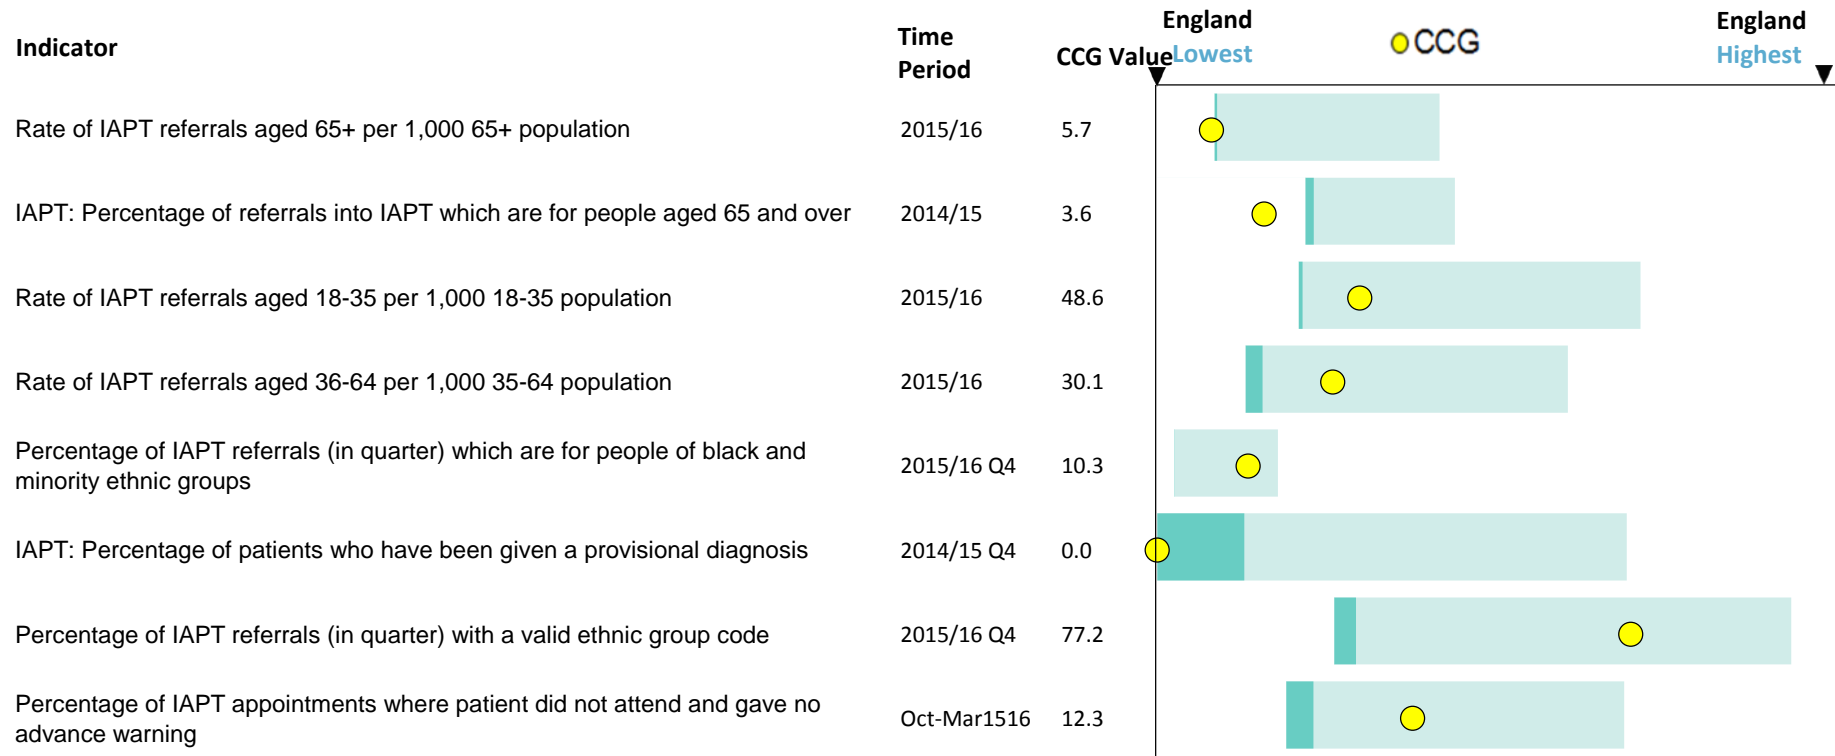 Indicator
Time
Period
CCG Value
England
Lowest
CCG
England
Highest
Rate of IAPT referrals aged 65+ per 1,000 65+ population 2015/16 5.7
IAPT: Percentage of referrals into IAPT which are for people aged 65 and over 2014/15 3.6
Rate of IAPT referrals aged 18-35 per 1,000 18-35 population 2015/16 48.6
Rate of IAPT referrals aged 36-64 per 1,000 35-64 population 2015/16 30.1
Percentage of IAPT referrals (in quarter) which are for people of black and
minority ethnic groups 2015/16 Q4 10.3
IAPT: Percentage of patients who have been given a provisional diagnosis 2014/15 Q4 0.0
Percentage of IAPT referrals (in quarter) with a valid ethnic group code 2015/16 Q4 77.2
Percentage of IAPT appointments where patient did not attend and gave no
advance warning Oct-Mar1516 12.3